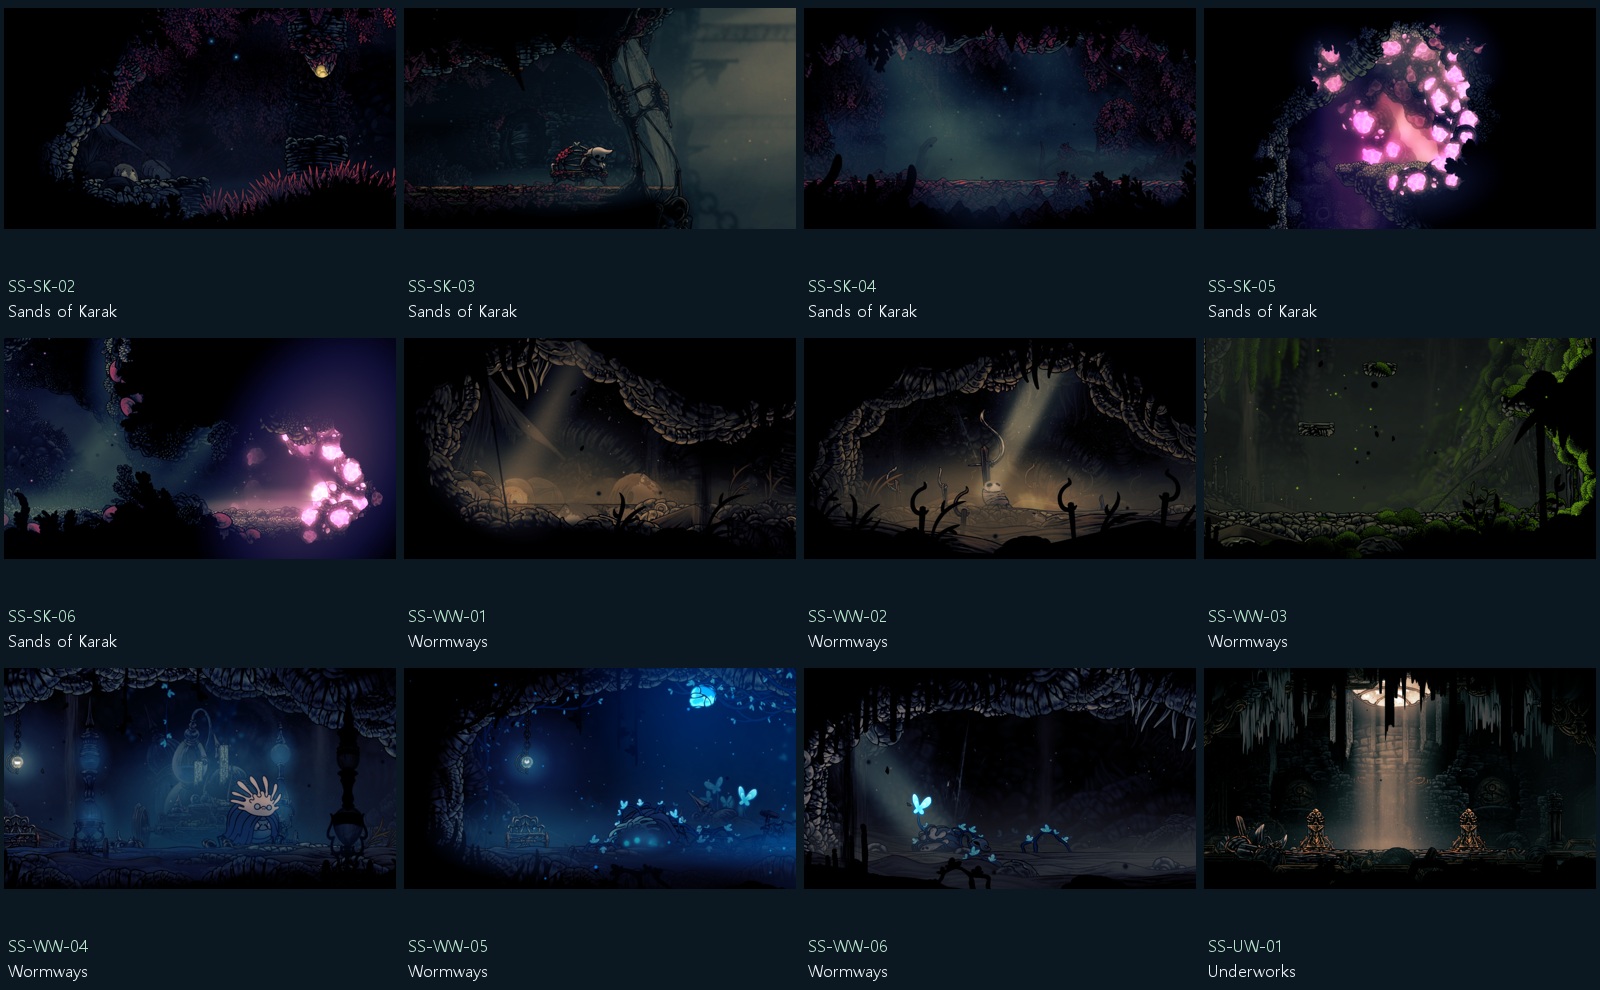 SS-SK-02
Sands of Karak
SS-SK-03
Sands of Karak
SS-SK-04
Sands of Karak
SS-SK-05
Sands of Karak
SS-SK-06
Sands of Karak
SS-WW-01
Wormways
SS-WW-02
Wormways
SS-WW-03
Wormways
SS-WW-04
Wormways
SS-WW-05
Wormways
SS-WW-06
Wormways
SS-UW-01
Underworks